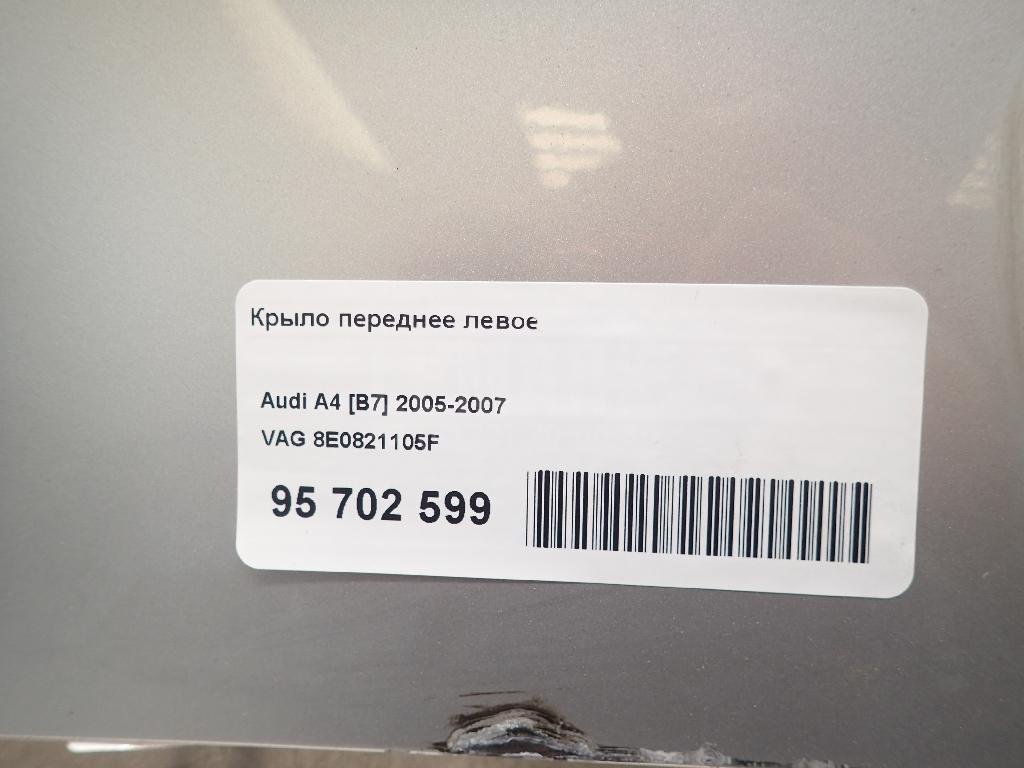 Крыло переднее левое
Audi A4 [B7] 2005-2007
VAG 8E0821105F
95 702 599